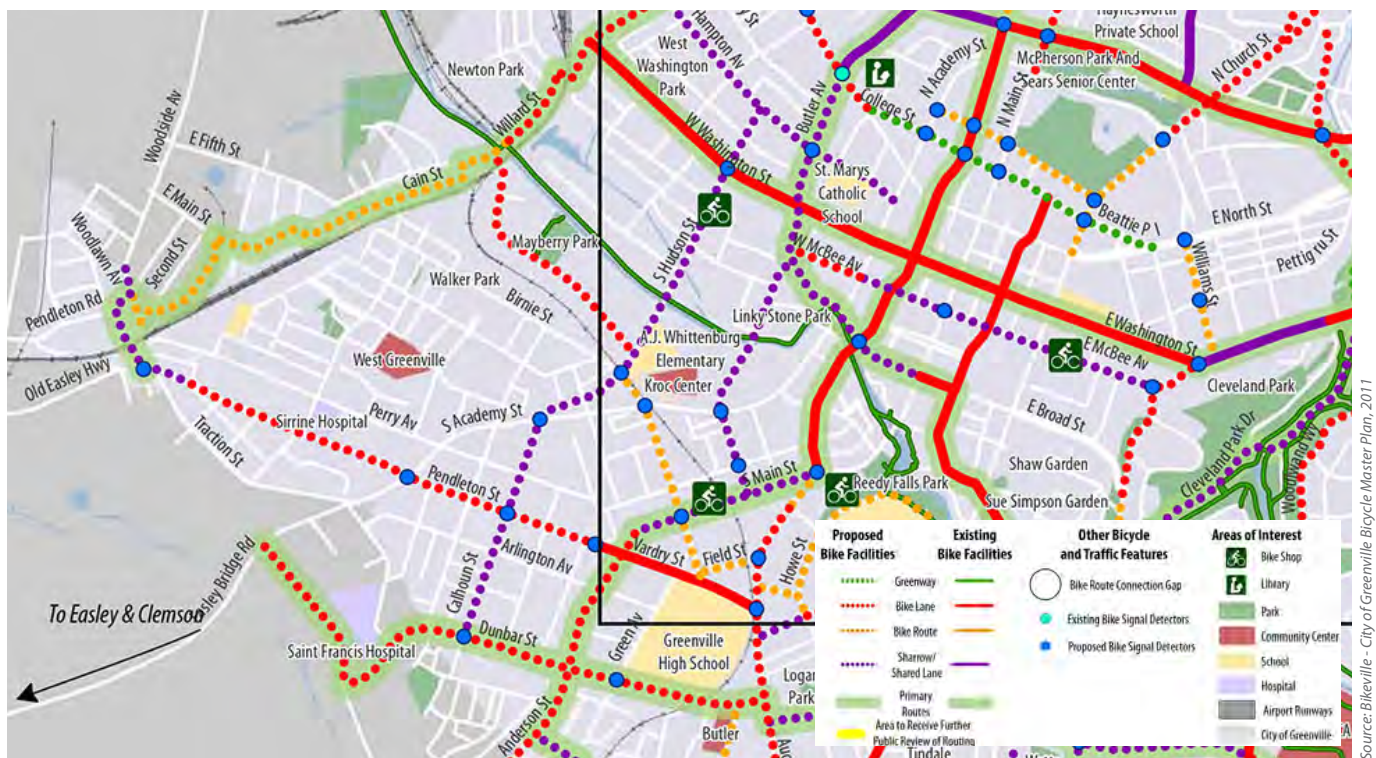 Hampton Av
y St
Haynesworth
Private School
West
Washington
Park
Newton Park
N Academy St
McPherson Park And
Sears Senior Center
N Church St
N Main St
Butler Av
College St
Willard St
Woodside Av
E Fifth St
Cain St
W Washington St
St. Marys
Catholic
School
E Main St
Beattie Pl
E North St
Pettigru St
Williams St
Woodlawn Av
Second St
Mayberry Park
S Hudson St
W McBee Av
Walker Park
Birnie St
Pendleton Rd
Linky Stone Park
E Washington St
A.J. Whittenburg
Elementary
Kroc Center
E McBee Av
West Greenville
Old Easley Hwy
Cleveland Park
Perry Av
S Academy St
E Broad St
Sirrine Hospital
Traction St
Cleveland Park Dr
Woodland Wy
Pendleton St
S Main St
Reedy Falls Park
Shaw Garden
Sue Simpson Garden
Arlington Av
Vardry St
Field St
Howe St
Calhoun St
Easley Bridge Rd
To Easley & Clemson
Dunbar St
Green Av
Saint Francis Hospital
Greenville
High School
Logan
Park
Anderson St
Butler
Tindale
Proposed
Bike Facilities
Existing
Bike Facilities
Other Bicycle
and Traffic Features
Areas of Interest
Greenway
Bike Lane
Bike Route
Sharrow/
Shared Lane
Primary
Routes
Area to Receive Further
Public Review of Routing
Bike Route Connection Gap
Existing Bike Signal Detectors
Proposed Bike Signal Detectors
Bike Shop
Library
Park
Community Center
School
Hospital
Airport Runways
City of Greenville
Source: Bikeville - City of Greenville Bicycle Master Plan, 2011